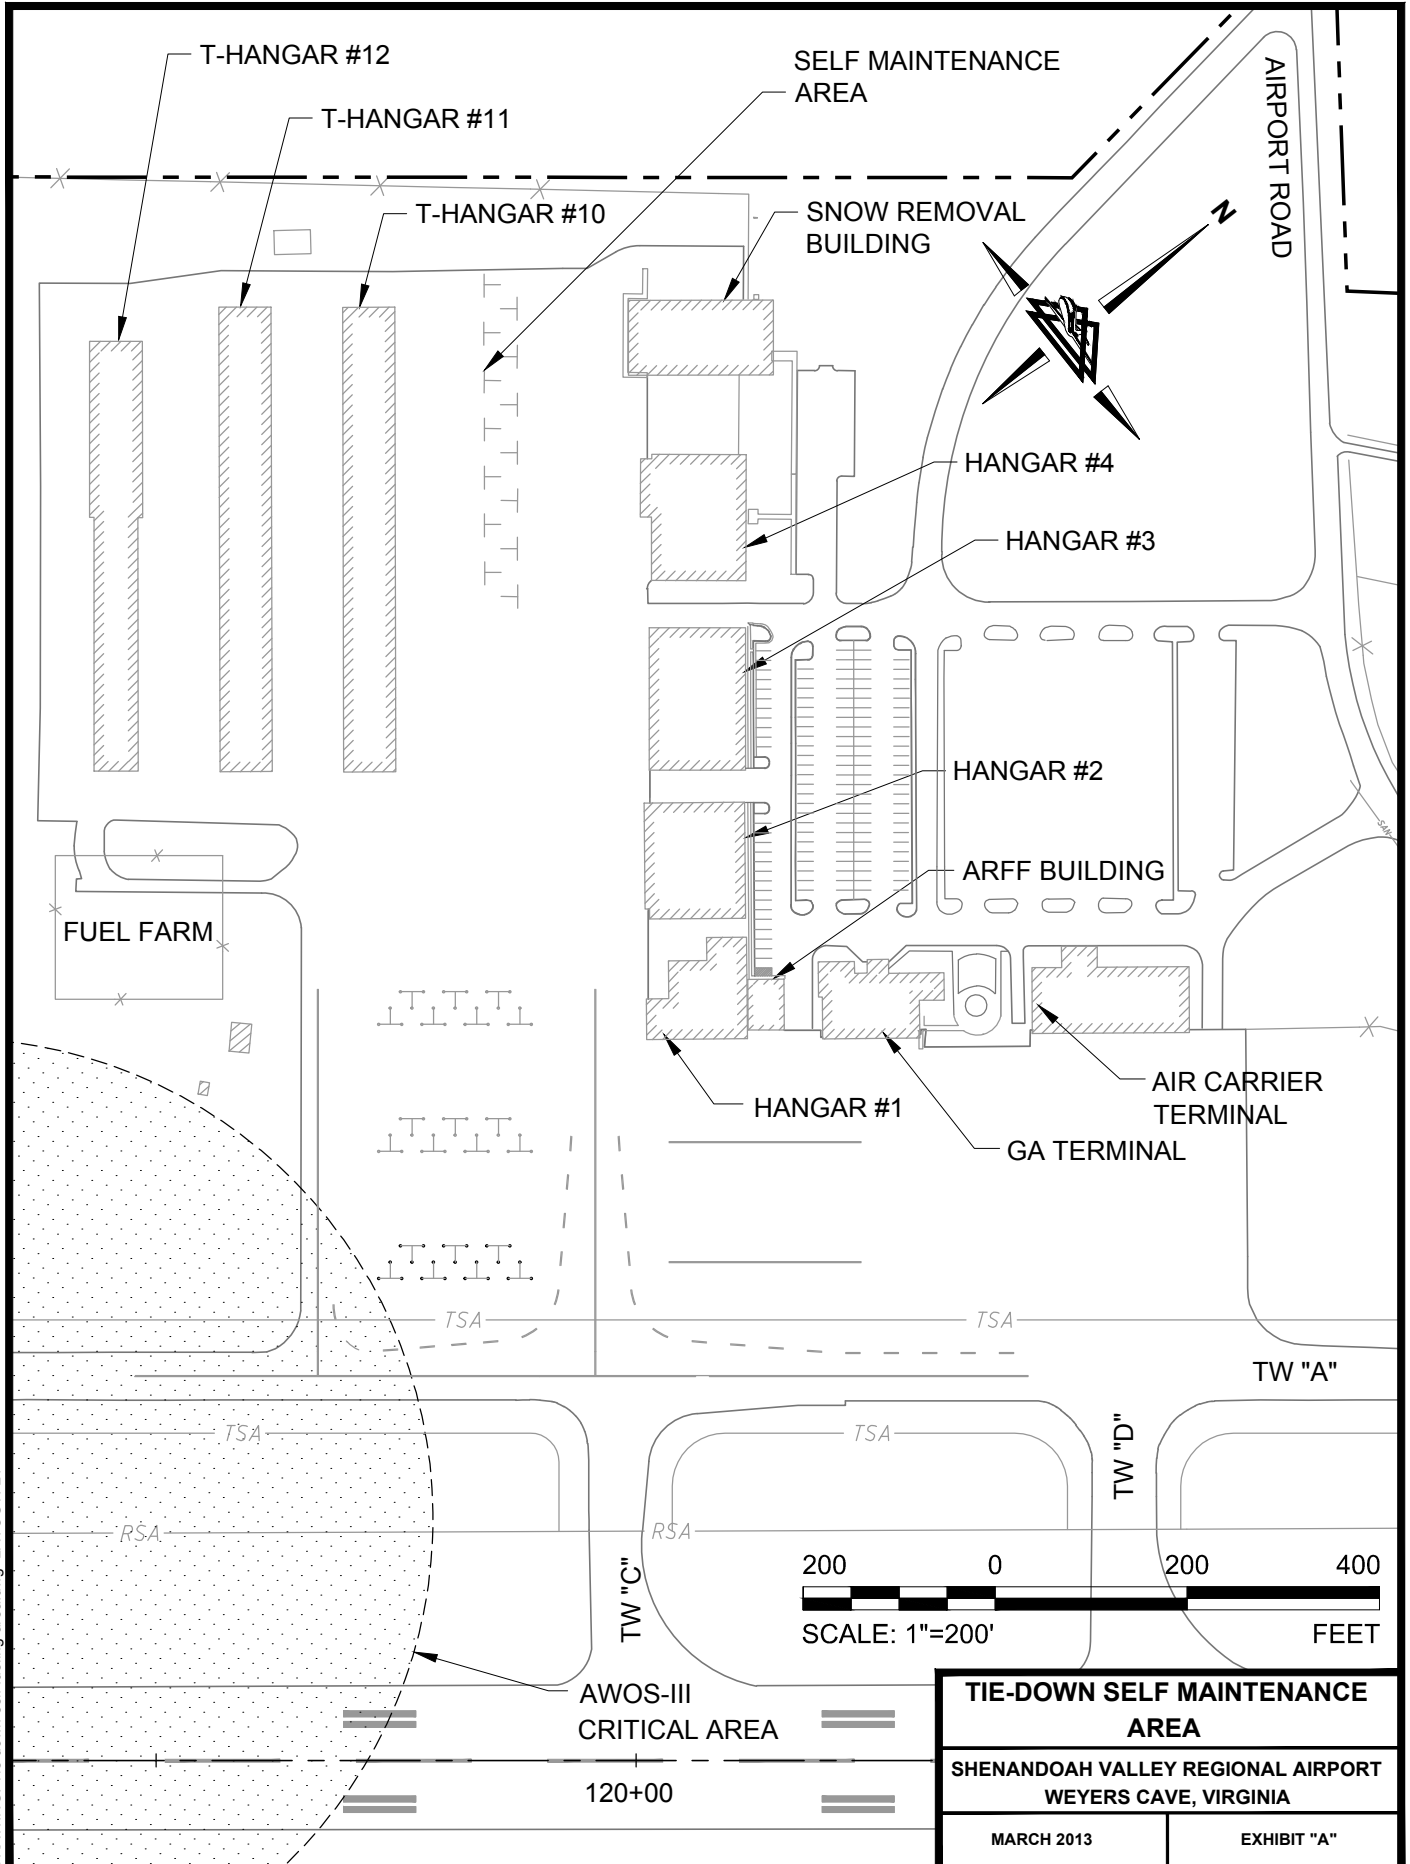 T-HANGAR #12
T-HANGAR #11
T-HANGAR #10
SELF MAINTENANCE
AREA
AIRPORT ROAD
SNOW REMOVAL
BUILDING
N
HANGAR #4
HANGAR #3
HANGAR #2
ARFF BUILDING
SAN
FUEL FARM
HANGAR #1
AIR CARRIER
TERMINAL
GA TERMINAL
TSA
TSA
TW "A"
TSA
TSA
TW "D"
RSA
RSA
TW "C"
200 0 200 400
SCALE: 1"=200' FEET
AWOS-III
CRITICAL AREA
120+00
TIE-DOWN SELF MAINTENANCE
AREA
SHENANDOAH VALLEY REGIONAL AIRPORT
WEYERS CAVE, VIRGINIA
MARCH 2013
EXHIBIT "A"